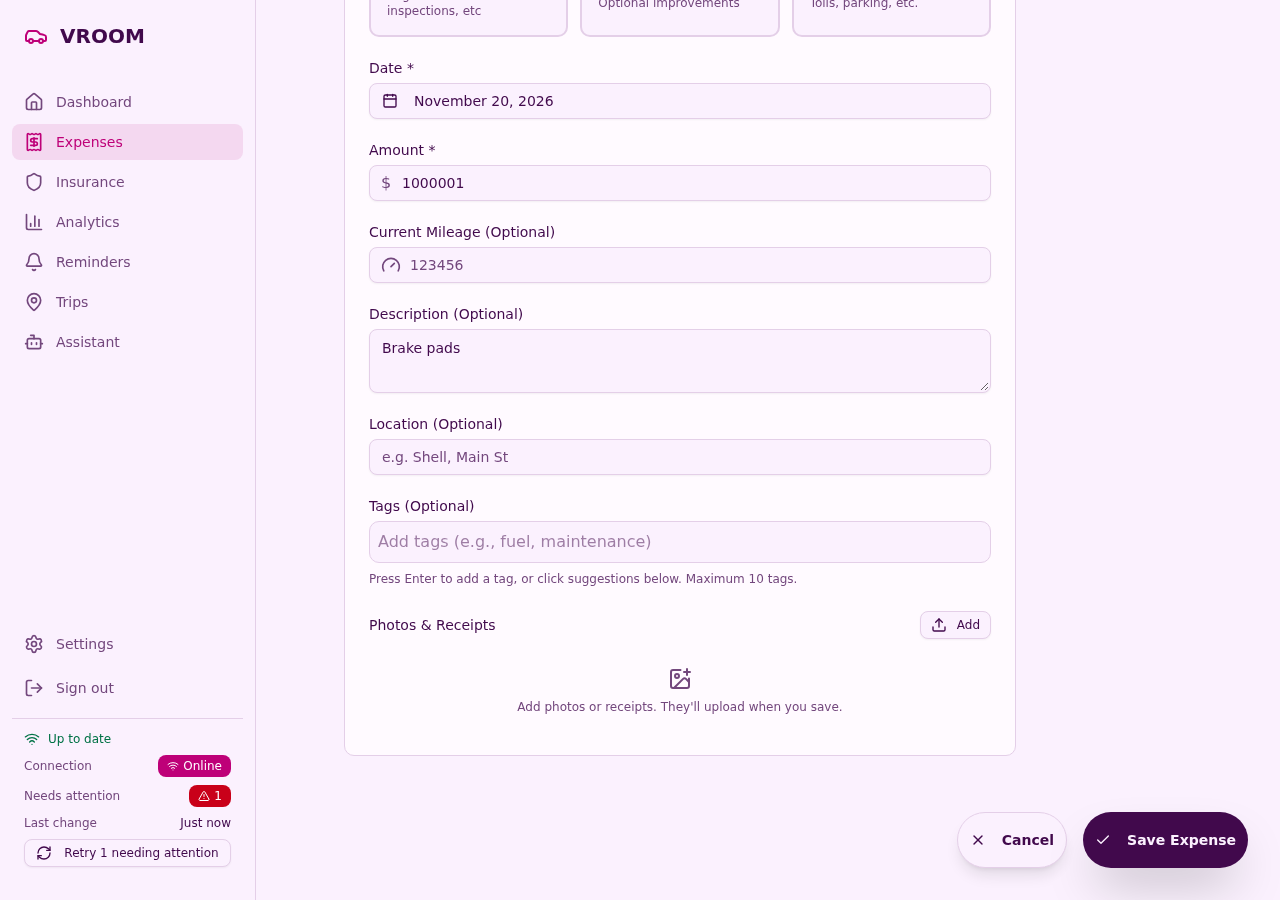 VROOM
Dashboard
Expenses
Insurance
Analytics
Reminders
Trips
Assistant
Settings
Sign out
Up to date
Connection
Online
Needs attention
1
Last change
Just now
Retry 1 needing attention
inspections, etc
Optional improvements
Tolls, parking, etc.
Date *
November 20, 2026
Amount *
$ 1000001
Current Mileage (Optional)
123456
Description (Optional)
Brake pads
Location (Optional)
e.g. Shell, Main St
Tags (Optional)
Add tags (e.g., fuel, maintenance)
Press Enter to add a tag, or click suggestions below. Maximum 10 tags.
Photos & Receipts
Add
Add photos or receipts. They'll upload when you save.
Cancel
Save Expense